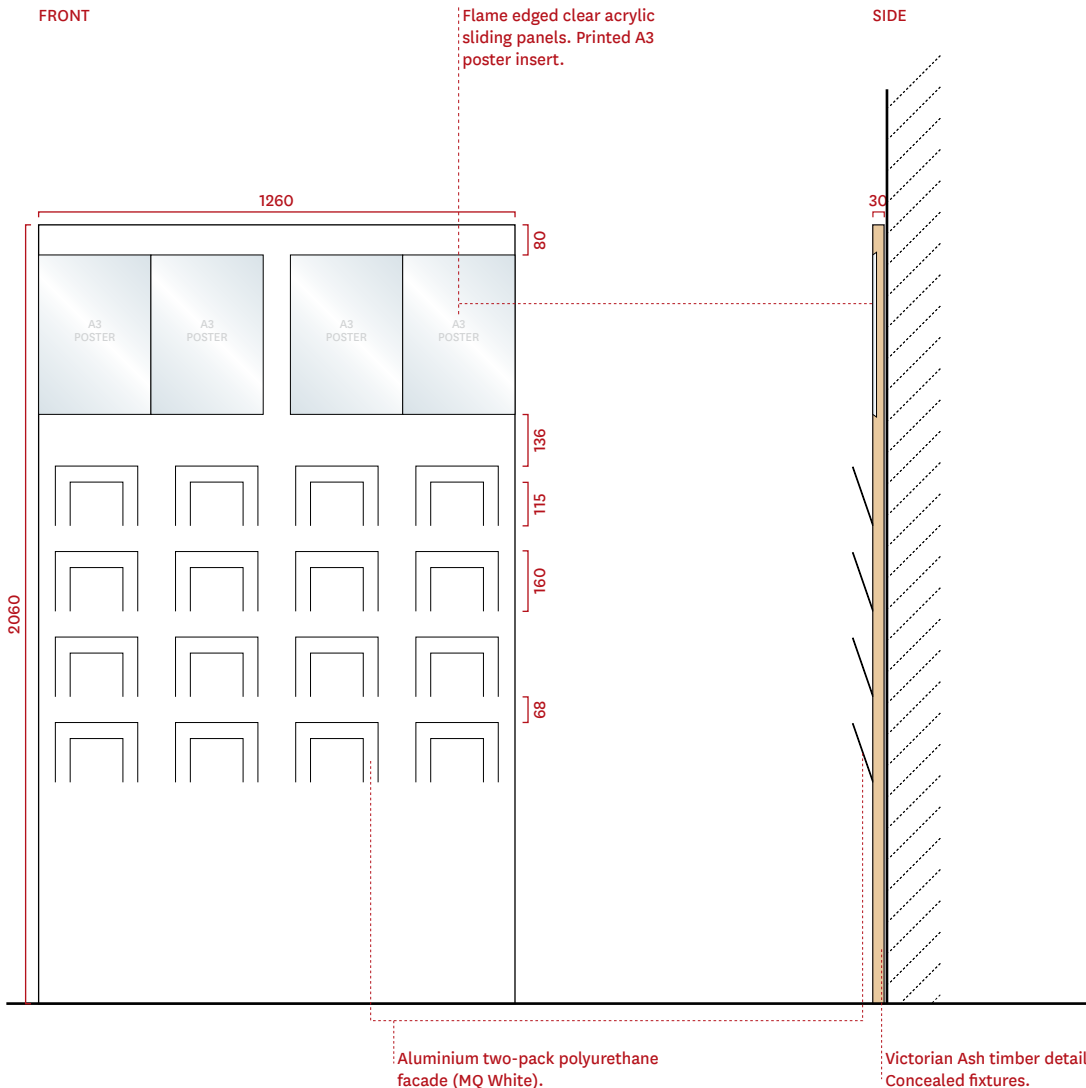 FRONT
Flame edged clear acrylic
sliding panels. Printed A3
poster insert.
SIDE
1260
30
80
A3
POSTER
A3
POSTER
A3
POSTER
A3
POSTER
136
115
160
2060
68
Aluminium two-pack polyurethane
facade (MQ White).
Victorian Ash timber detail
Concealed fixtures.